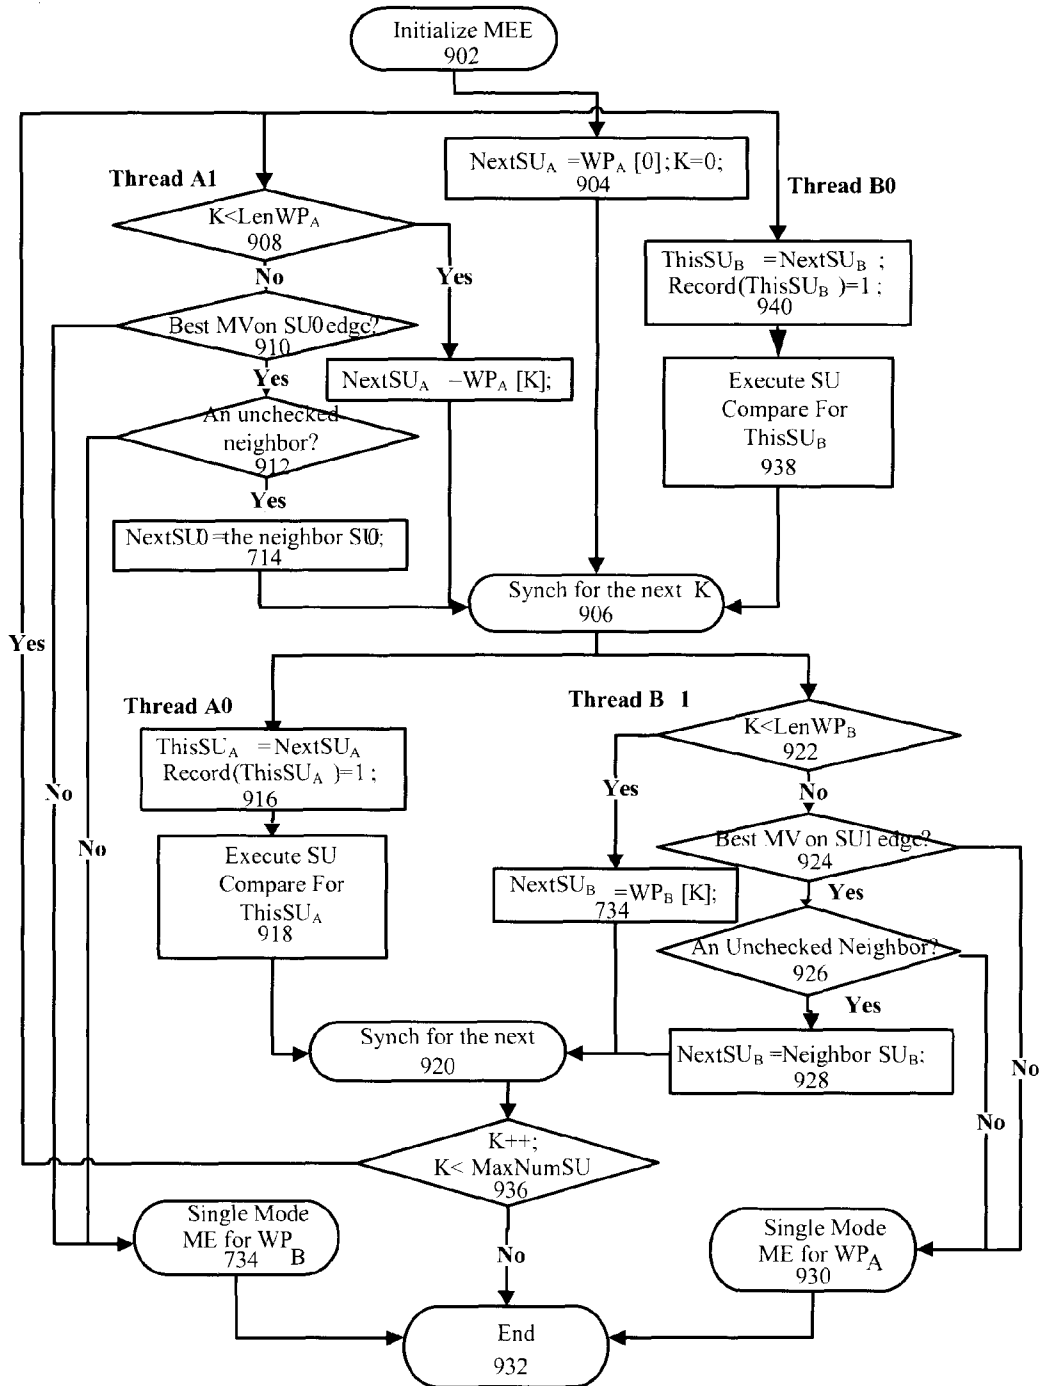 Initialize MEE
902
NextSU_A =WP_A [0];K=0;
904
Thread A1
Thread B0
K<LenWP_A
908
No
Yes
ThisSU_B =NextSU_B ;
Record(ThisSU_B )=1 ;
940
Best MV on SU0 edge?
910
Yes
NextSU_A =WP_A [K];
Execute SU
Compare For
ThisSU_B
938
An unchecked
neighbor?
912
Yes
NextSU0=the neighbor SU0;
714
Synch for the next K
906
Yes
Thread A0
Thread B 1
K<LenWP_B
922
ThisSU_A =NextSU_A
Record(ThisSU_A )=1 ;
916
Yes
No
No
No
Best MV on SU1 edge?
924
Execute SU
Compare For
ThisSU_A
918
NextSU_B =WP_B [K];
734
Yes
An Unchecked Neighbor?
926
Yes
Synch for the next
920
NextSU_B =Neighbor SU_B;
928
No
No
K++;
K< MaxNumSU
936
Single Mode
ME for WP_B
734
No
Single Mode
ME for WP_A
930
End
932